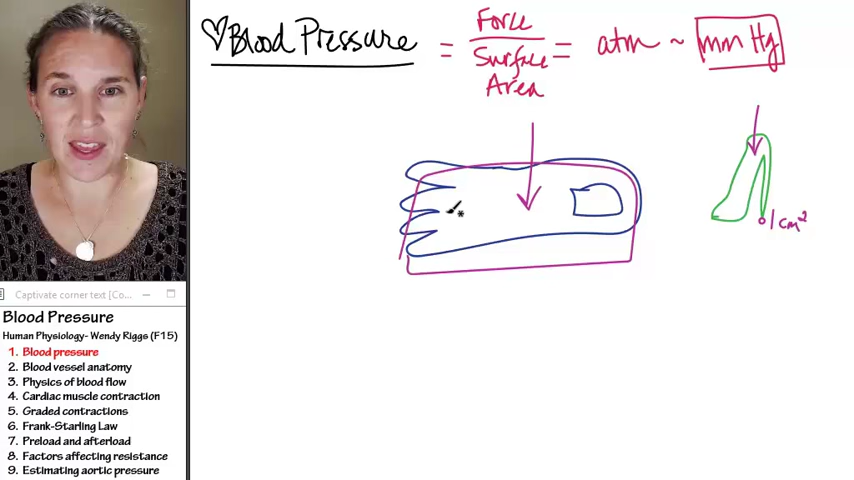 ♡Blood Pressure = Force / Surface Area = atm ~ mm Hg
1 cm²
Captivate corner text [Co...
Blood Pressure
Human Physiology- Wendy Riggs (F15)
1. Blood pressure
2. Blood vessel anatomy
3. Physics of blood flow
4. Cardiac muscle contraction
5. Graded contractions
6. Frank-Starling Law
7. Preload and afterload
8. Factors affecting resistance
9. Estimating aortic pressure